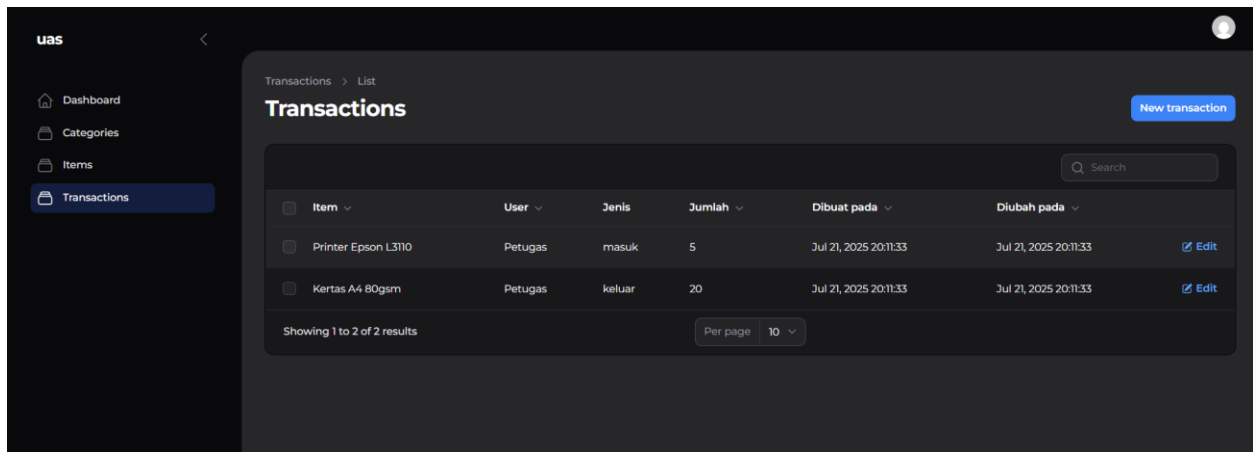 uas
Dashboard
Categories
Items
Transactions
Transactions > List
Transactions
New transaction
Search
Item User Jenis Jumlah Dibuat pada Diubah pada
Printer Epson L3110 Petugas masuk 5 Jul 21, 2025 20:11:33 Jul 21, 2025 20:11:33 Edit
Kertas A4 80gsm Petugas keluar 20 Jul 21, 2025 20:11:33 Jul 21, 2025 20:11:33 Edit
Showing 1 to 2 of 2 results Per page 10